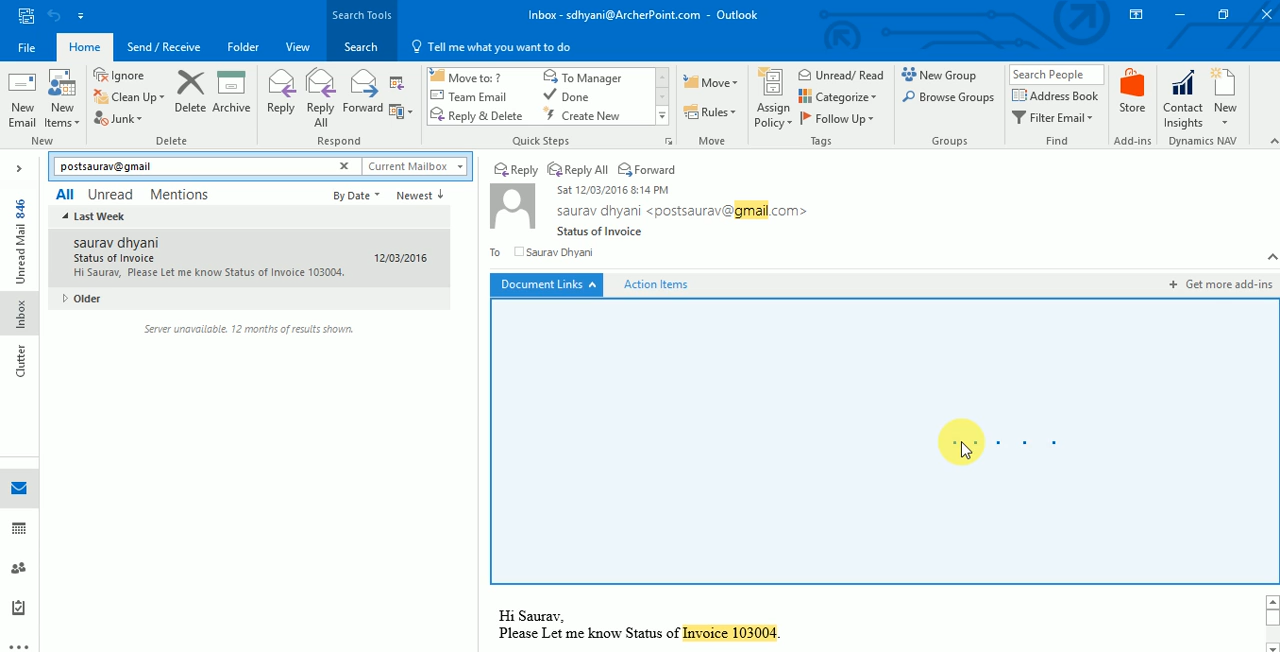 Search Tools
Inbox - sdhyani@ArcherPoint.com - Outlook
File
Home
Send / Receive
Folder
View
Search
Tell me what you want to do
New Email
New Items
New
Ignore
Clean Up
Junk
Delete
Archive
Delete
Reply
Reply All
Forward
Respond
Move to: ?
Team Email
Reply & Delete
To Manager
Done
Create New
Quick Steps
Move
Rules
Move
Assign Policy
Unread/ Read
Categorize
Follow Up
Tags
New Group
Browse Groups
Groups
Search People
Address Book
Filter Email
Find
Store
Add-ins
Contact Insights
New
Dynamics NAV
postsaurav@gmail
Current Mailbox
All Unread Mentions
By Date
Newest
Last Week
saurav dhyani
Status of Invoice
12/03/2016
Hi Saurav, Please Let me know Status of Invoice 103004.
Older
Server unavailable. 12 months of results shown.
Unread Mail 846
Inbox
Clutter
Reply
Reply All
Forward
Sat 12/03/2016 8:14 PM
saurav dhyani <postsaurav@gmail.com>
Status of Invoice
To Saurav Dhyani
Document Links
Action Items
+ Get more add-ins
Hi Saurav,
Please Let me know Status of Invoice 103004.